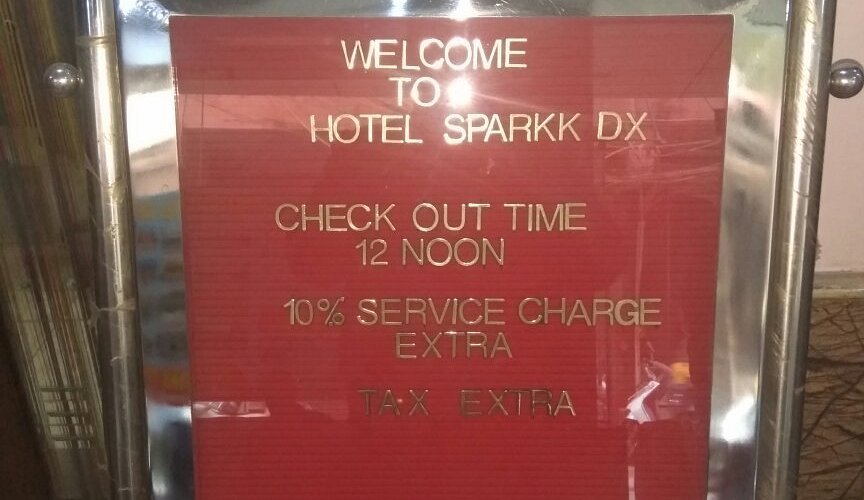 WELCOME
TO
HOTEL SPARKK DX
CHECK OUT TIME
12 NOON
10% SERVICE CHARGE
EXTRA
TAX EXTRA